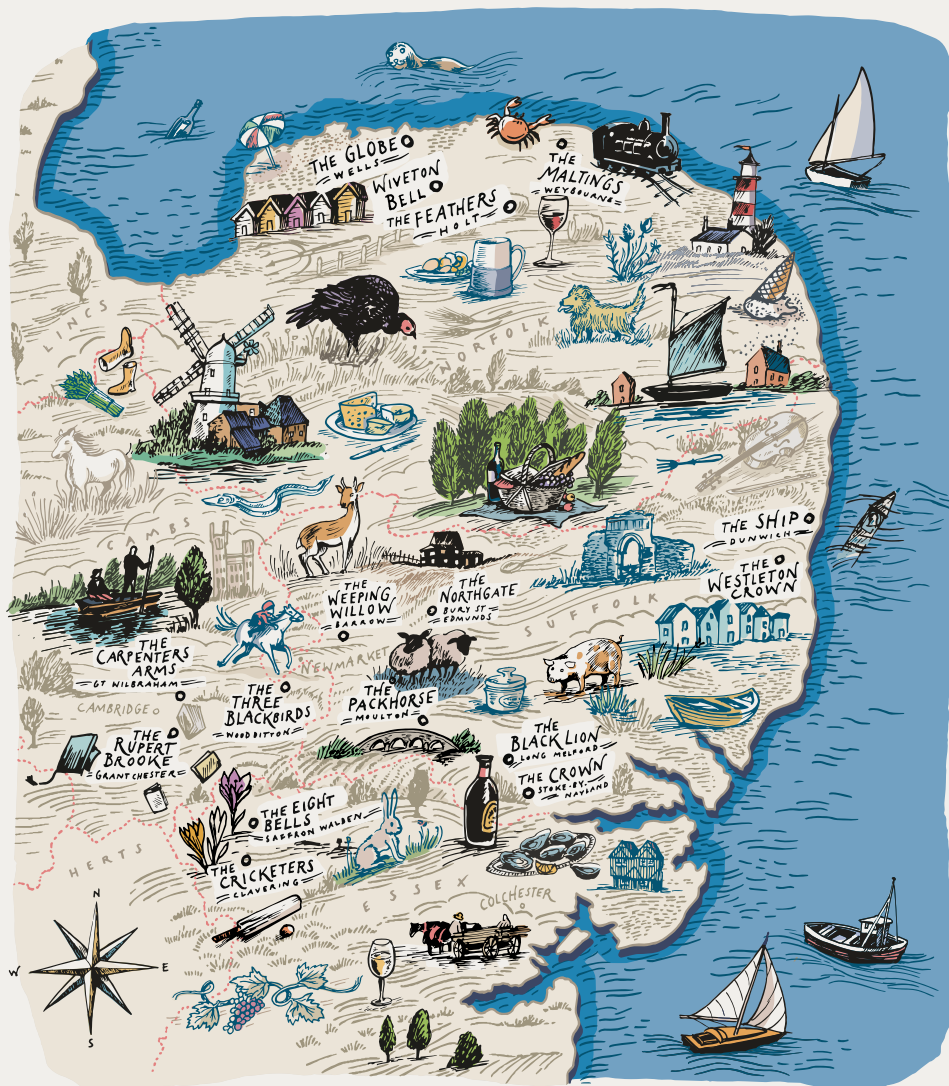 THE GLOBE
WELLS
WIVETON
BELL
THE FEATHERS
HOLT
THE
MALTINGS
WEYBOURNE
LINCS
NORFOLK
CAMBS
THE SHIP
DUNWICH
THE
WESTLETON
CROWN
THE
WEEPING
WILLOW
BARROW
THE
NORTHGATE
BURY ST
EDMUNDS
SUFFOLK
THE
CARPENTERS
ARMS
GT WILBRAHAM
NEWMARKET
CAMBRIDGE
THE
THREE
BLACKBIRDS
WOODDITTON
THE
PACKHORSE
MOULTON
THE
RUPERT
BROOKE
GRANTCHESTER
THE
BLACK LION
LONG MELFORD
THE CROWN
STOKE-BY-
NAYLAND
THE EIGHT
BELLS
SAFFRON WALDEN
HERTS
THE
CRICKETERS
CLAVERING
ESSEX
COLCHESTER
N
W
E
S